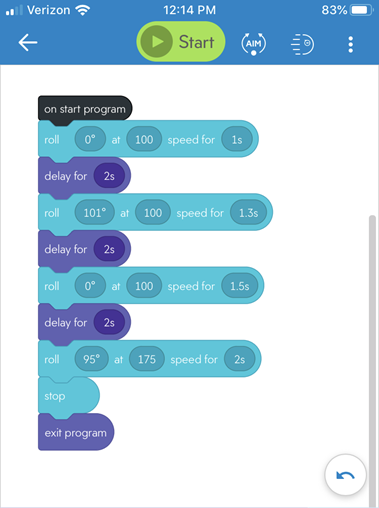 Verizon 12:14 PM 83%
Start AIM
on start program
roll 0° at 100 speed for 1s
delay for 2s
roll 101° at 100 speed for 1.3s
delay for 2s
roll 0° at 100 speed for 1.5s
delay for 2s
roll 95° at 175 speed for 2s
stop
exit program